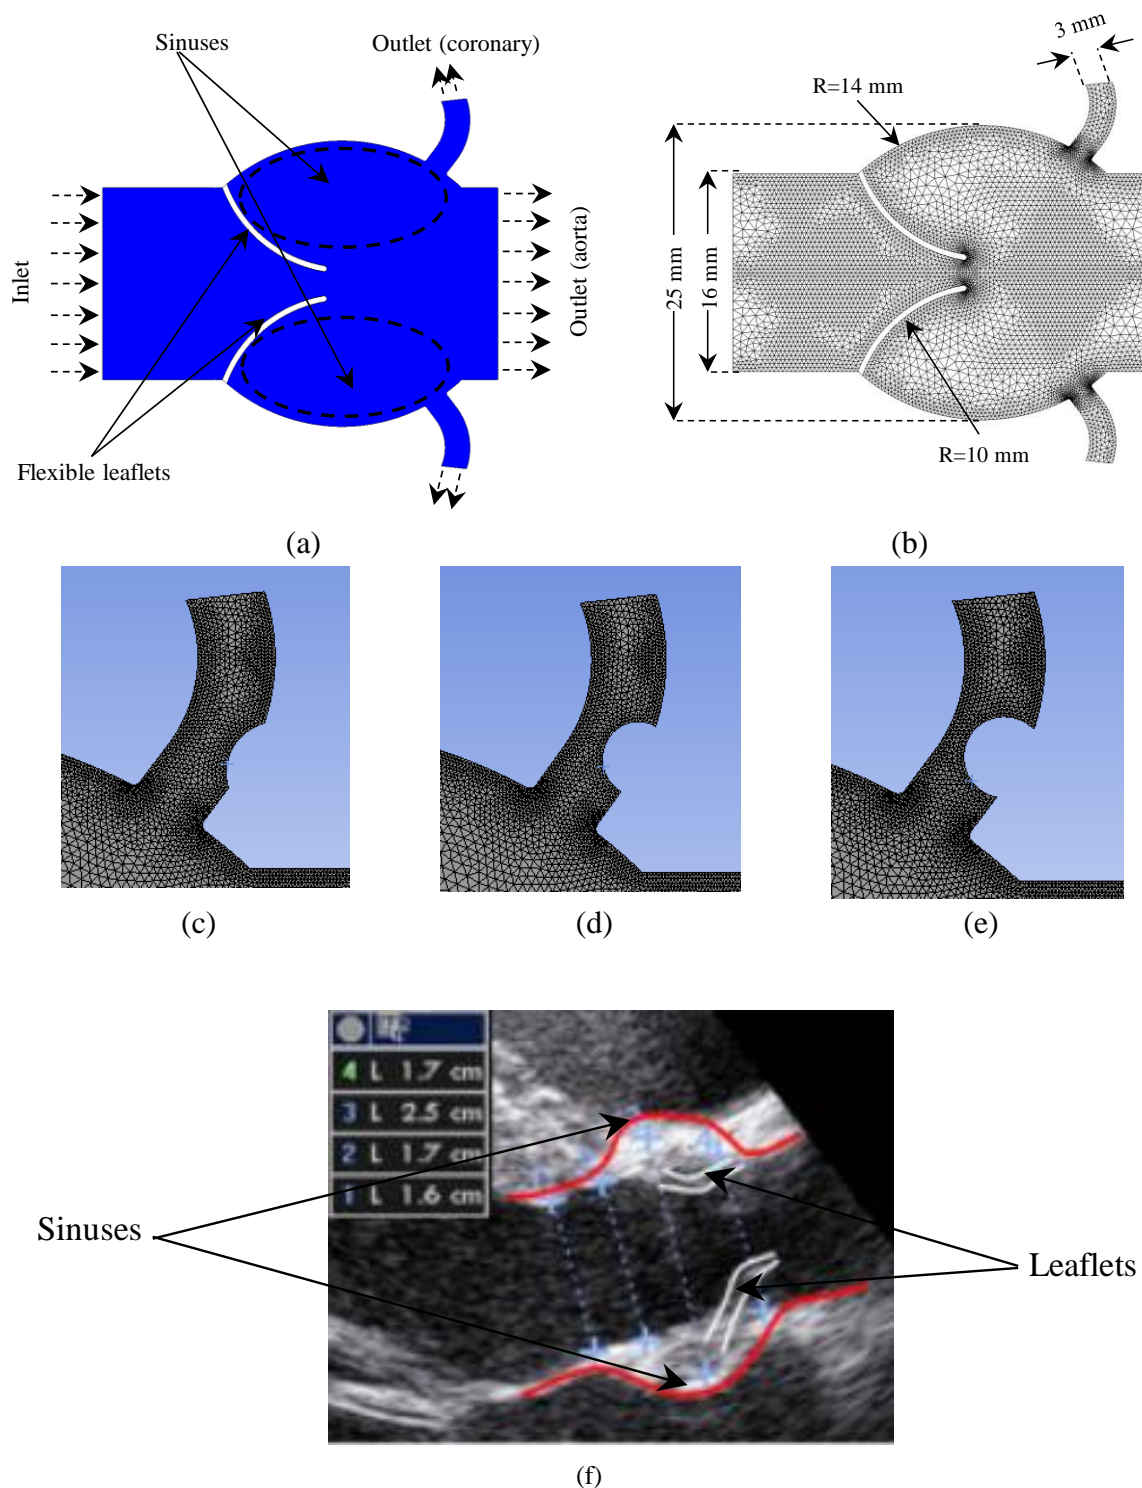 Sinuses
Outlet (coronary)
Inlet
Outlet (aorta)
Flexible leaflets
(a)
3 mm
R=14 mm
25 mm
16 mm
R=10 mm
(b)
(c)
(d)
(e)
4 L 1.7 cm
3 L 2.5 cm
2 L 1.7 cm
1 L 1.6 cm
Sinuses
Leaflets
(f)